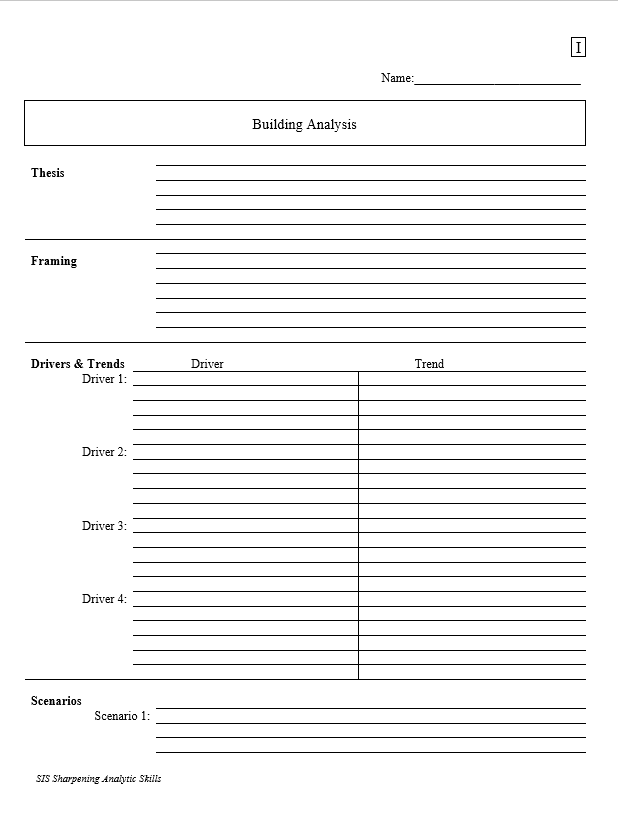 I
Name:
Building Analysis
Thesis
Framing
Drivers & Trends Driver Trend
Driver 1:
Driver 2:
Driver 3:
Driver 4:
Scenarios
Scenario 1:
SIS Sharpening Analytic Skills